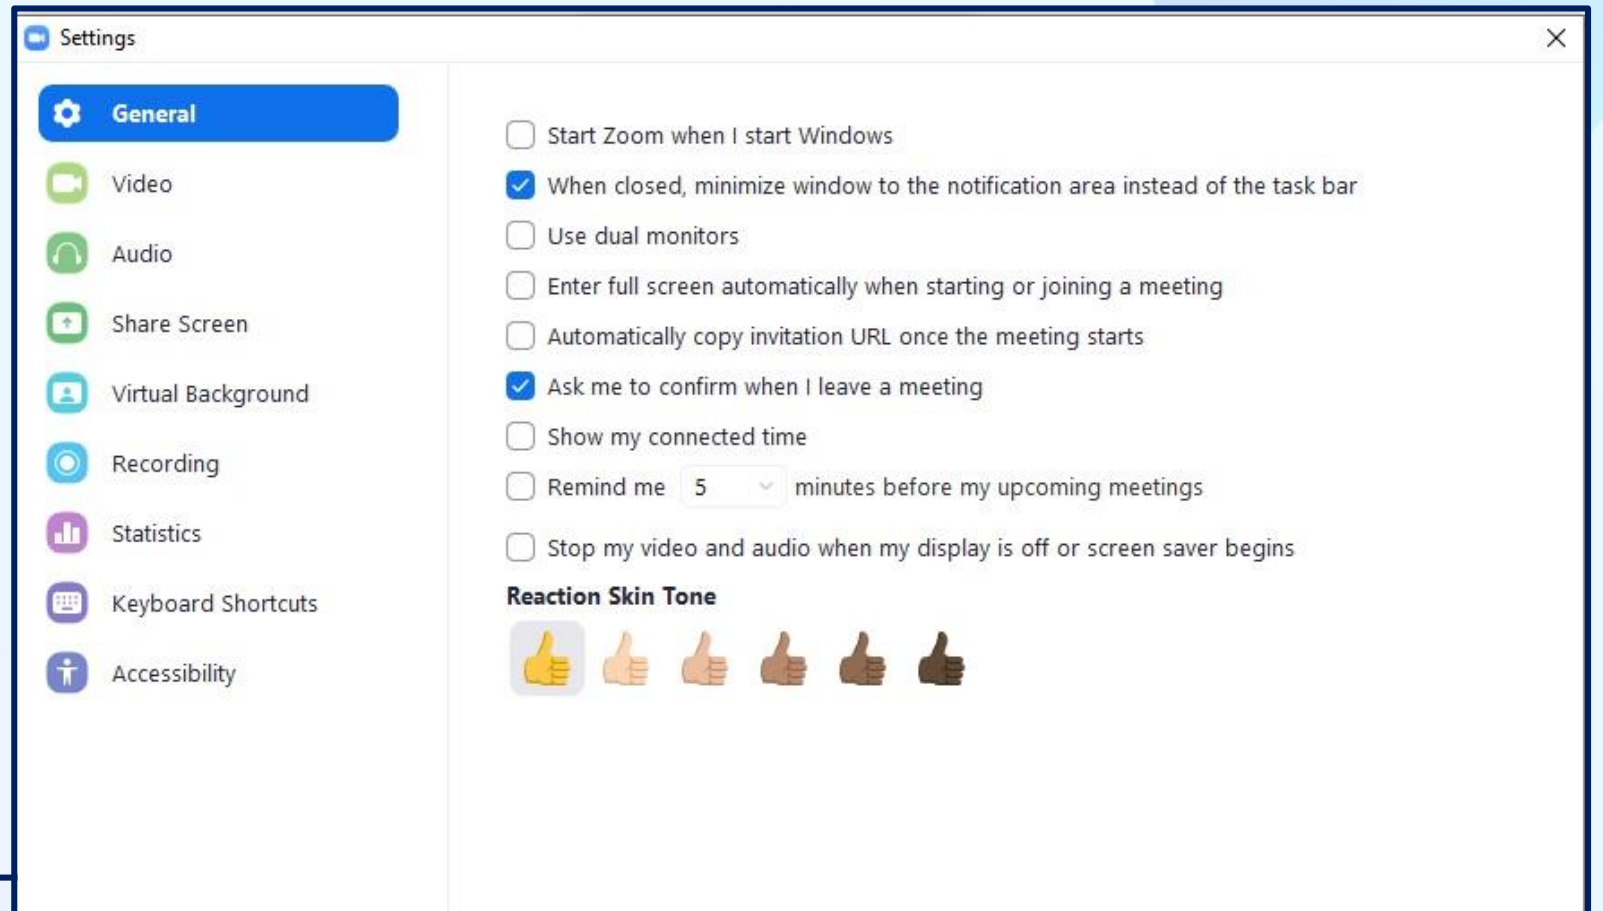 Settings
General
Video
Audio
Share Screen
Virtual Background
Recording
Statistics
Keyboard Shortcuts
Accessibility
Start Zoom when I start Windows
When closed, minimize window to the notification area instead of the task bar
Use dual monitors
Enter full screen automatically when starting or joining a meeting
Automatically copy invitation URL once the meeting starts
Ask me to confirm when I leave a meeting
Show my connected time
Remind me 5 minutes before my upcoming meetings
Stop my video and audio when my display is off or screen saver begins
Reaction Skin Tone